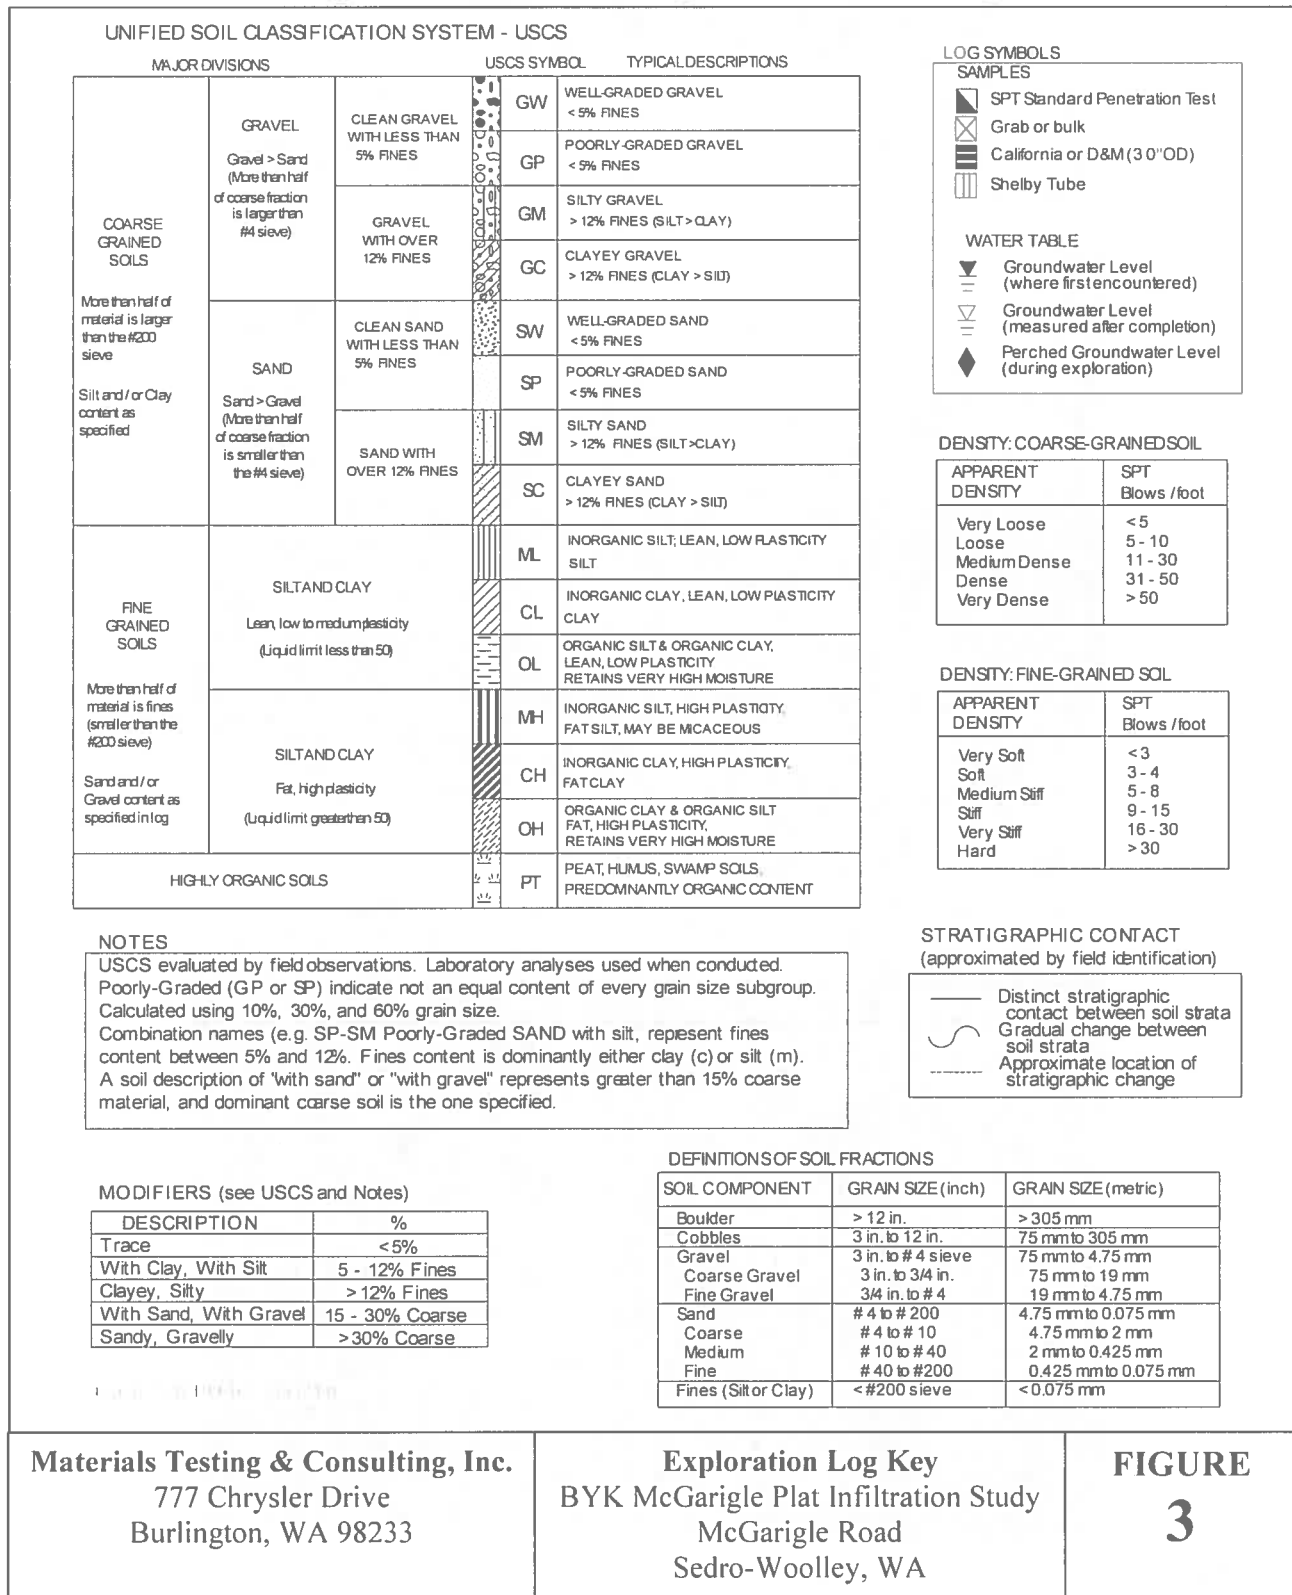 UNIFIED SOIL CLASSIFICATION SYSTEM - USCS
MAJOR DIVISIONS
USCS SYMBOL
TYPICAL DESCRIPTIONS
COARSE
GRAINED
SOILS
More than half of
material is larger
than the #200
sieve
Silt and / or Clay
content as
specified
GRAVEL
Gravel > Sand
(More than half
of coarse fraction
is larger than
#4 sieve)
CLEAN GRAVEL
WITH LESS THAN
5% FINES
GW
WELL-GRADED GRAVEL
< 5% FINES
GP
POORLY-GRADED GRAVEL
< 5% FINES
GRAVEL
WITH OVER
12% FINES
GM
SILTY GRAVEL
> 12% FINES (SILT > CLAY)
GC
CLAYEY GRAVEL
> 12% FINES (CLAY > SILT)
SAND
Sand > Gravel
(More than half
of coarse fraction
is smaller than
the #4 sieve)
CLEAN SAND
WITH LESS THAN
5% FINES
SW
WELL-GRADED SAND
< 5% FINES
SP
POORLY-GRADED SAND
< 5% FINES
SAND WITH
OVER 12% FINES
SM
SILTY SAND
> 12% FINES (SILT >CLAY)
SC
CLAYEY SAND
> 12% FINES (CLAY > SILT)
FINE
GRAINED
SOILS
More than half of
material is fines
(smaller than the
#200 sieve)
Sand and / or
Gravel content as
specified in log
SILT AND CLAY
Lean, low to medium plasticity
(Liquid limit less than 50)
ML
INORGANIC SILT; LEAN, LOW PLASTICITY
SILT
CL
INORGANIC CLAY, LEAN, LOW PLASTICITY
CLAY
OL
ORGANIC SILT & ORGANIC CLAY,
LEAN, LOW PLASTICITY
RETAINS VERY HIGH MOISTURE
SILT AND CLAY
Fat, high plasticity
(Liquid limit greater than 50)
MH
INORGANIC SILT, HIGH PLASTICITY,
FAT SILT, MAY BE MICACEOUS
CH
INORGANIC CLAY, HIGH PLASTICITY,
FAT CLAY
OH
ORGANIC CLAY & ORGANIC SILT
FAT, HIGH PLASTICITY,
RETAINS VERY HIGH MOISTURE
HIGHLY ORGANIC SOILS
PT
PEAT, HUMUS, SWAMP SOILS,
PREDOMNANTLY ORGANIC CONTENT
LOG SYMBOLS
SAMPLES
SPT Standard Penetration Test
Grab or bulk
California or D&M (3 0"OD)
Shelby Tube
WATER TABLE
Groundwater Level
(where first encountered)
Groundwater Level
(measured after completion)
Perched Groundwater Level
(during exploration)
DENSITY: COARSE-GRAINED SOIL
APPARENT DENSITY SPT Blows / foot
Very Loose < 5
Loose 5 - 10
Medium Dense 11 - 30
Dense 31 - 50
Very Dense > 50
DENSITY: FINE-GRAINED SOIL
APPARENT DENSITY SPT Blows / foot
Very Soft < 3
Soft 3 - 4
Medium Stiff 5 - 8
Stiff 9 - 15
Very Stiff 16 - 30
Hard > 30
STRATIGRAPHIC CONTACT
(approximated by field identification)
Distinct stratigraphic
contact between soil strata
Gradual change between
soil strata
Approximate location of
stratigraphic change
NOTES
USCS evaluated by field observations. Laboratory analyses used when conducted.
Poorly-Graded (GP or SP) indicate not an equal content of every grain size subgroup.
Calculated using 10%, 30%, and 60% grain size.
Combination names (e.g. SP-SM Poorly-Graded SAND with silt, represent fines
content between 5% and 12%. Fines content is dominantly either clay (c) or silt (m).
A soil description of "with sand" or "with gravel" represents greater than 15% coarse
material, and dominant coarse soil is the one specified.
MODIFIERS (see USCS and Notes)
DESCRIPTION %
Trace <5%
With Clay, With Silt 5 - 12% Fines
Clayey, Silty > 12% Fines
With Sand, With Gravel 15 - 30% Coarse
Sandy, Gravelly > 30% Coarse
DEFINITIONS OF SOIL FRACTIONS
SOIL COMPONENT GRAIN SIZE (inch) GRAIN SIZE (metric)
Boulder > 12 in. > 305 mm
Cobbles 3 in. to 12 in. 75 mm to 305 mm
Gravel 3 in. to # 4 sieve 75 mm to 4.75 mm
Coarse Gravel 3 in. to 3/4 in. 75 mm to 19 mm
Fine Gravel 3/4 in. to # 4 19 mm to 4.75 mm
Sand # 4 to # 200 4.75 mm to 0.075 mm
Coarse # 4 to # 10 4.75 mm to 2 mm
Medium # 10 to # 40 2 mm to 0.425 mm
Fine # 40 to #200 0.425 mm to 0.075 mm
Fines (Silt or Clay) < #200 sieve < 0.075 mm
Materials Testing & Consulting, Inc.
777 Chrysler Drive
Burlington, WA 98233
Exploration Log Key
BYK McGarigle Plat Infiltration Study
McGarigle Road
Sedro-Woolley, WA
FIGURE
3